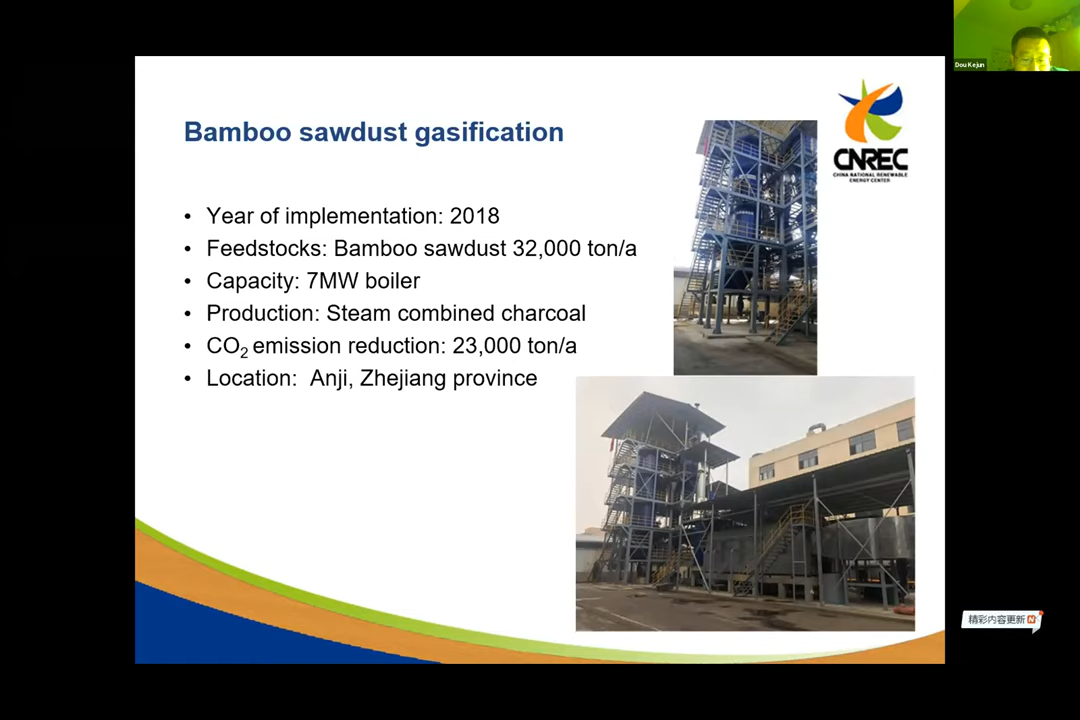 Dou Kejun
Bamboo sawdust gasification
CNREC
CHINA NATIONAL RENEWABLE
ENERGY CENTER
• Year of implementation: 2018
• Feedstocks: Bamboo sawdust 32,000 ton/a
• Capacity: 7MW boiler
• Production: Steam combined charcoal
• CO2 emission reduction: 23,000 ton/a
• Location: Anji, Zhejiang province
精彩内容更新 N